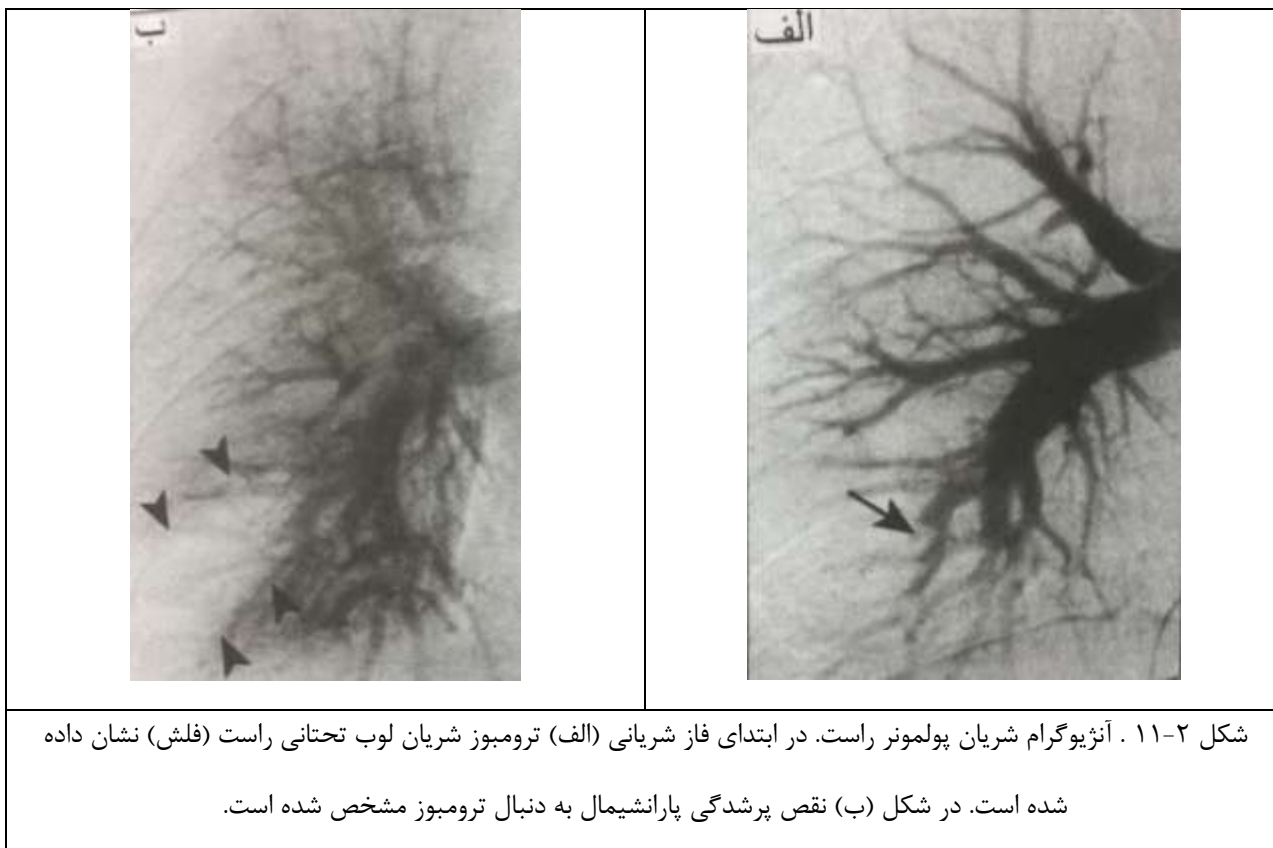 الف
ب
شکل ۲-۱۱ . آنژیوگرام شریان پولمونر راست. در ابتدای فاز شریانی (الف) ترومبوز شریان لوب تحتانی راست (فلش) نشان داده
شده است. در شکل (ب) نقص پرشدگی پارانشیمال به دنبال ترومبوز مشخص شده است.